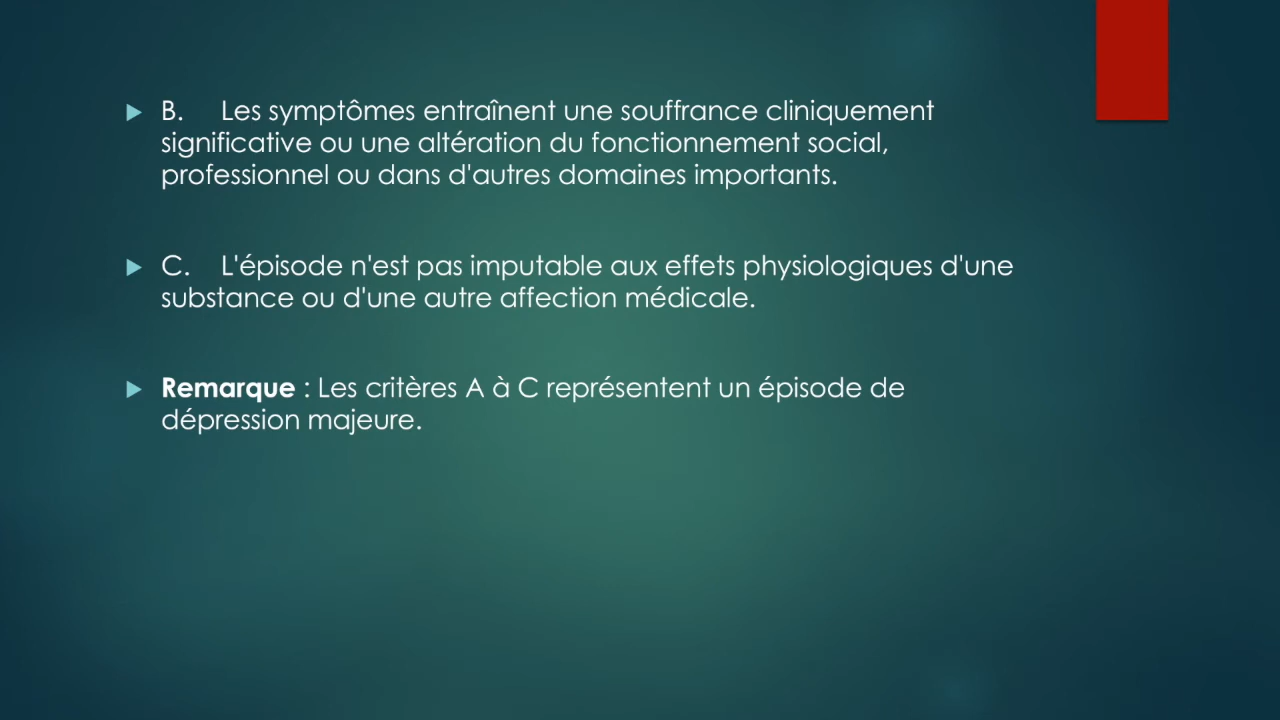 B. Les symptômes entraînent une souffrance cliniquement
significative ou une altération du fonctionnement social,
professionnel ou dans d'autres domaines importants.
C. L'épisode n'est pas imputable aux effets physiologiques d'une
substance ou d'une autre affection médicale.
Remarque : Les critères A à C représentent un épisode de
dépression majeure.